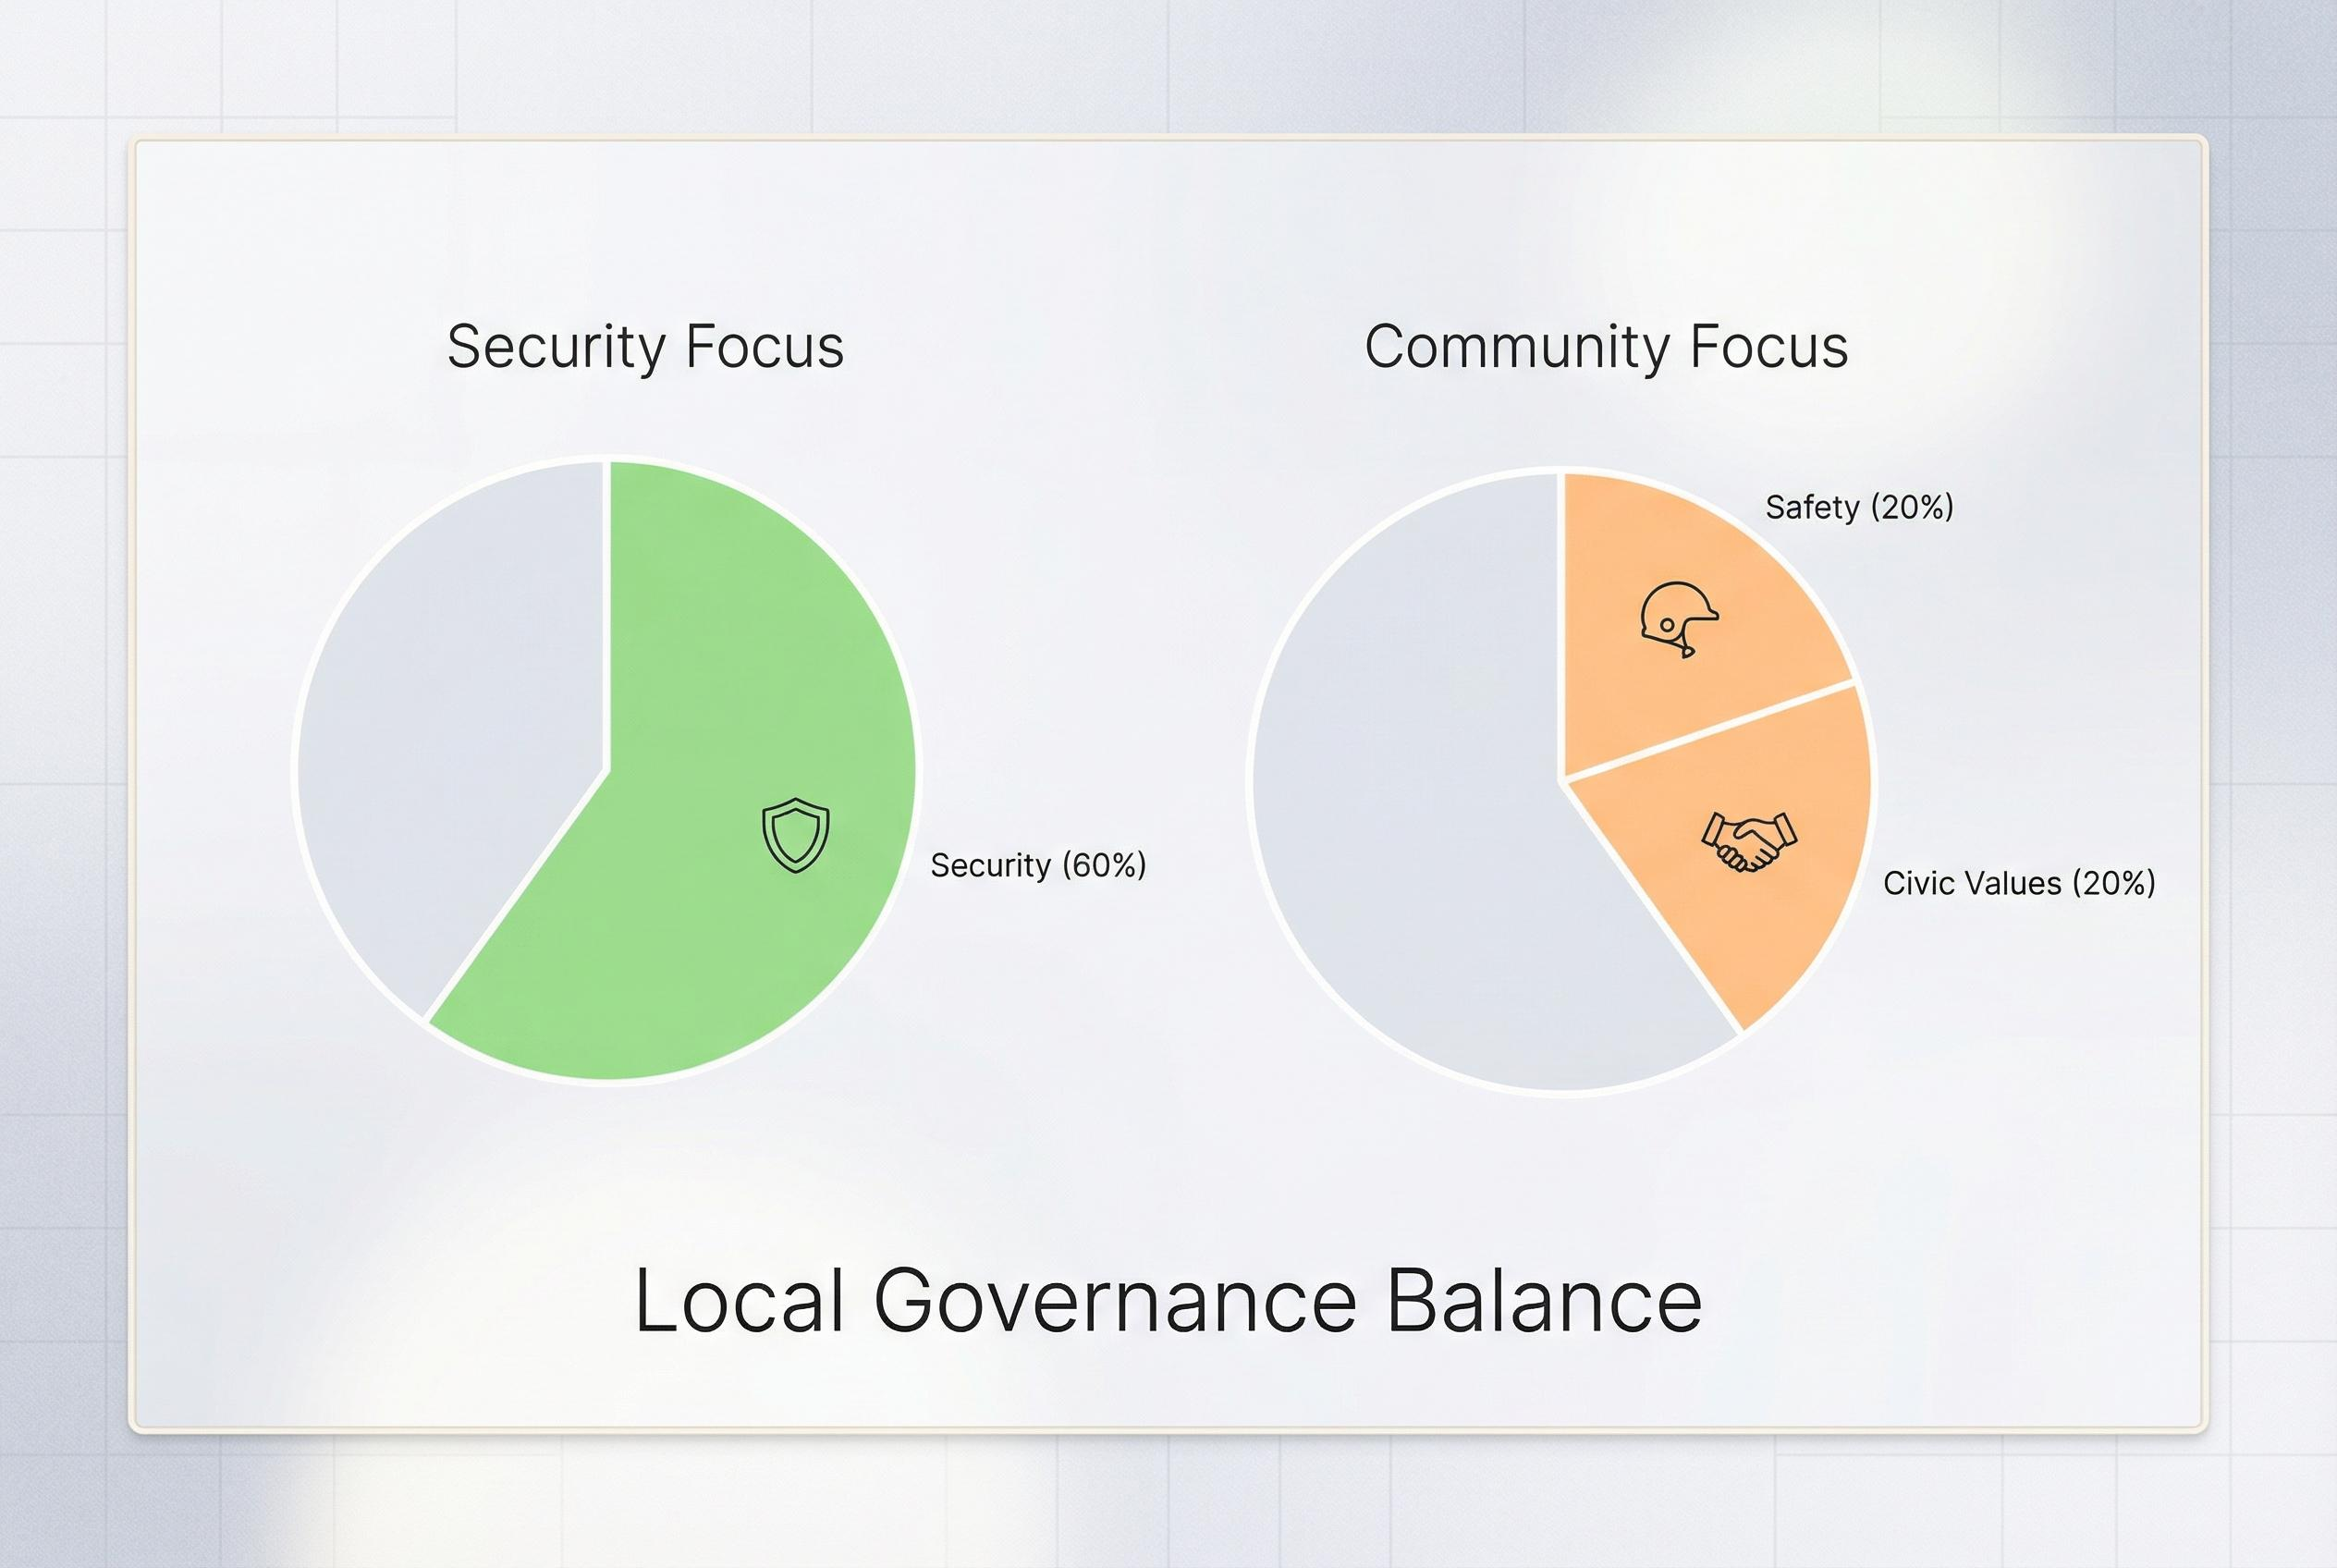 Security Focus
Security (60%)
Community Focus
Safety (20%)
Civic Values (20%)
Local Governance Balance